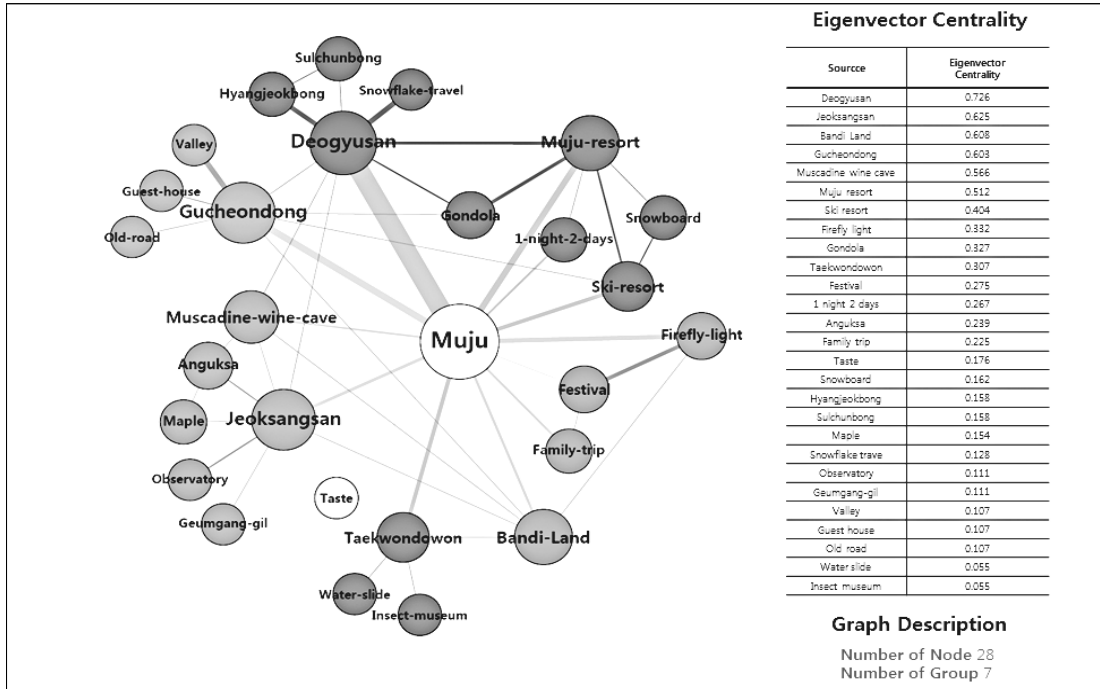 Sulchunbong
Hyangjeokbong
Snowflake-travel
Deogyusan
Muju-resort
Valley
Guest-house
Gucheondong
Old-road
Gondola
1-night-2-days
Snowboard
Ski-resort
Muscadine-wine-cave
Muju
Firefly-light
Anguksa
Festival
Maple
Jeoksangsan
Family-trip
Observatory
Taste
Geumgang-gil
Taekwondowon
Bandi-Land
Water-slide
Insect-museum
Eigenvector Centrality
Sourcce Eigenvector
Centrality
Deogyusan 0.726
Jeoksangsan 0.625
Bandi Land 0.608
Gucheondong 0.603
Muscadine wine cave 0.566
Muju resort 0.512
Ski resort 0.404
Firefly light 0.332
Gondola 0.327
Taekwondowon 0.307
Festival 0.275
1 night 2 days 0.267
Anguksa 0.239
Family trip 0.225
Taste 0.176
Snowboard 0.162
Hyangjeokbong 0.158
Sulchunbong 0.158
Maple 0.154
Snowflake trave 0.128
Observatory 0.111
Geumgang-gil 0.111
Valley 0.107
Guest house 0.107
Old road 0.107
Water slide 0.055
Insect museum 0.055
Graph Description
Number of Node 28
Number of Group 7